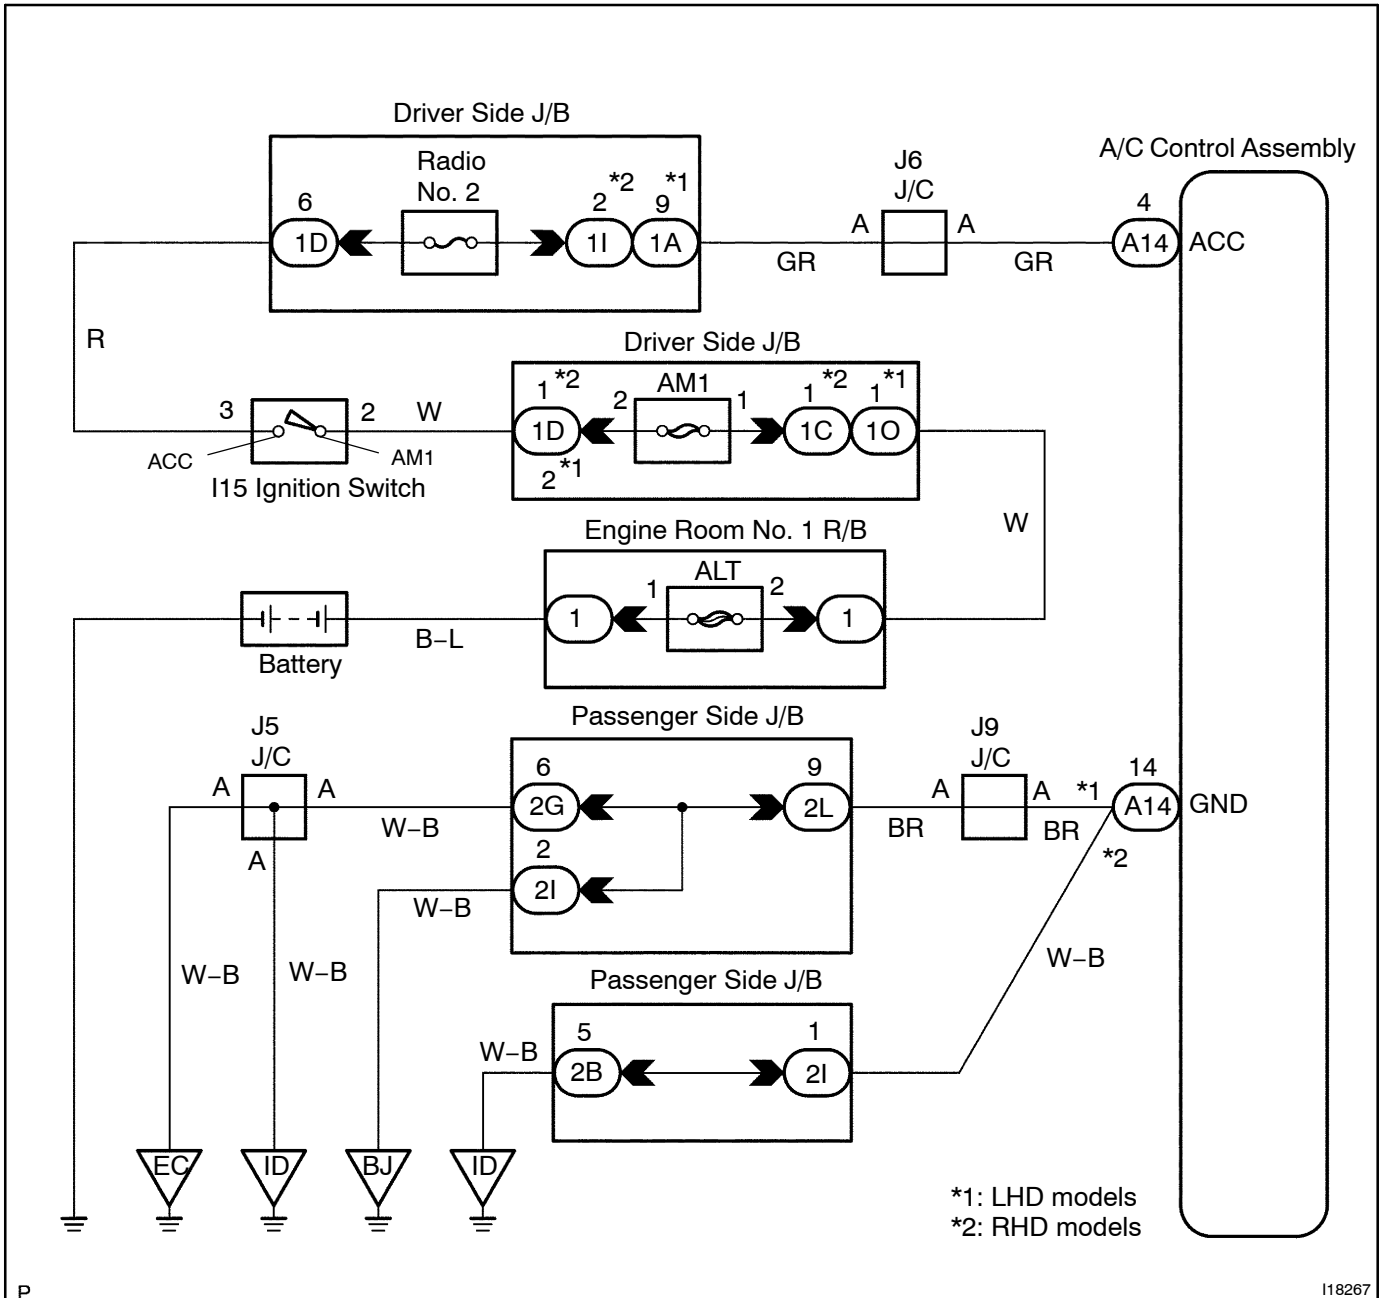 Driver Side J/B
Radio
No. 2
6
1D
*2
2
1I
*1
9
1A
GR
J6
J/C
A
A
GR
A/C Control Assembly
4
A14
ACC
R
Driver Side J/B
3
2
W
ACC
AM1
I15 Ignition Switch
1
*2
1D
2
*1
2
AM1
1
1
*2
1C
1
*1
1O
W
Engine Room No. 1 R/B
ALT
1
1
2
1
B–L
Battery
Passenger Side J/B
J5
J/C
A
A
A
W–B
6
2G
2
2I
W–B
9
2L
BR
J9
J/C
A
A
*1
BR
*2
14
A14
GND
W–B
W–B
W–B
Passenger Side J/B
W–B
5
2B
1
2I
EC
ID
BJ
ID
*1: LHD models
*2: RHD models
P
I18267